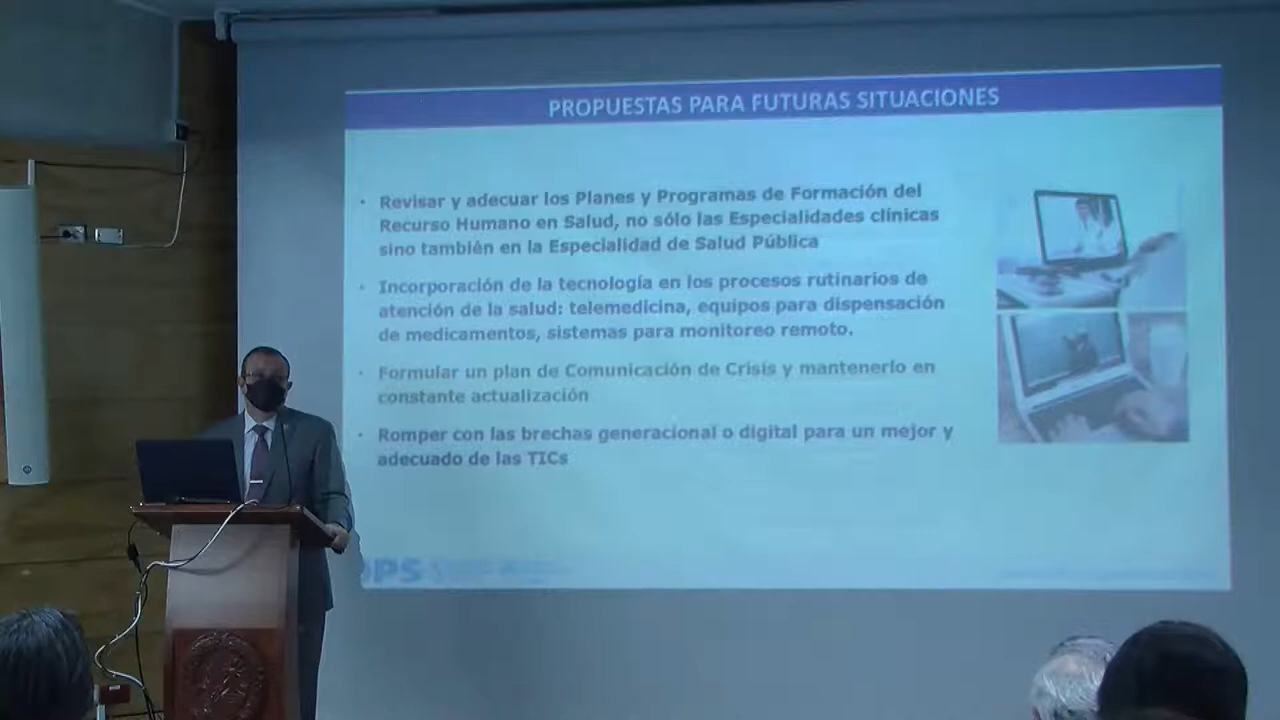 PROPUESTAS PARA FUTURAS SITUACIONES
• Revisar y adecuar los Planes y Programas de Formación del
Recurso Humano en Salud, no sólo las Especialidades clínicas
sino también en la Especialidad de Salud Pública
• Incorporación de la tecnología en los procesos rutinarios de
atención de la salud: telemedicina, equipos para dispensación
de medicamentos, sistemas para monitoreo remoto.
• Formular un plan de Comunicación de Crisis y mantenerlo en
constante actualización
• Romper con las brechas generacional o digital para un mejor y
adecuado de las TICs
OPS